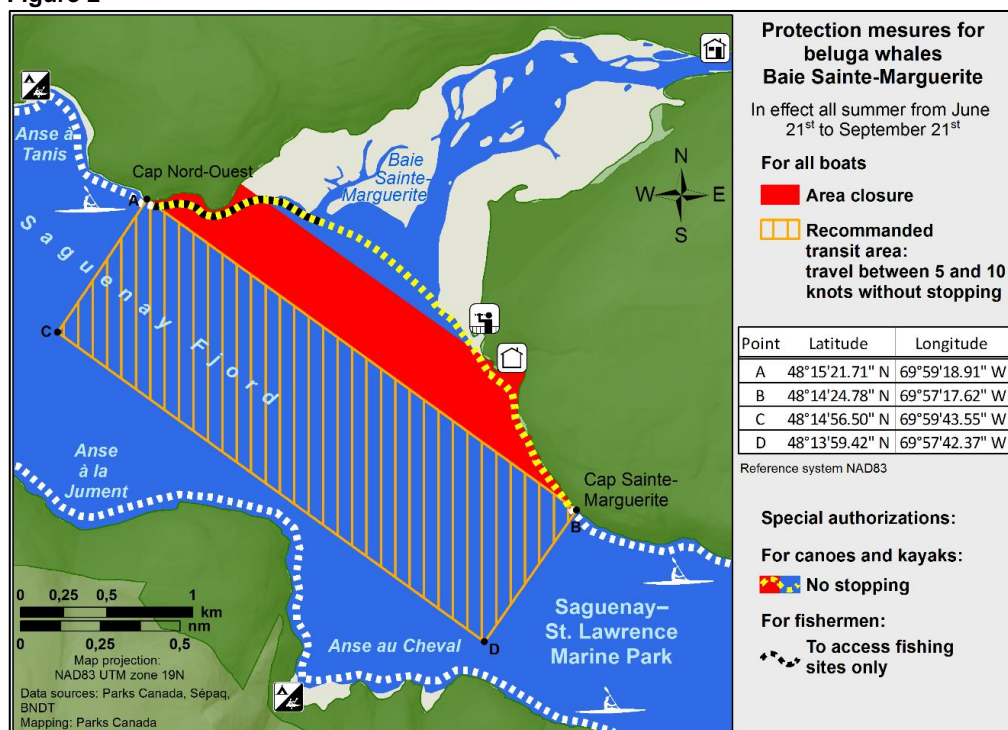 Figure 2
Anse à
Tanis
Cap Nord-Ouest
Baie
Sainte-
Marguerite
N
W
E
S
A
Saguenay Fjord
C
Anse
à la
Jument
Cap Sainte-
Marguerite
B
0 0,25 0,5 1
km
nm
0 0,25 0,5
Map projection:
NAD83 UTM zone 19N
Data sources: Parks Canada, Sépaq,
BNDT
Mapping: Parks Canada
Anse au Cheval
D
Saguenay–
St. Lawrence
Marine Park
Protection mesures for
beluga whales
Baie Sainte-Marguerite
In effect all summer from June
21st to September 21st
For all boats
Area closure
Recommanded
transit area:
travel between 5 and 10
knots without stopping
Point Latitude Longitude
A 48°15'21.71" N 69°59'18.91" W
B 48°14'24.78" N 69°57'17.62" W
C 48°14'56.50" N 69°59'43.55" W
D 48°13'59.42" N 69°57'42.37" W
Reference system NAD83
Special authorizations:
For canoes and kayaks:
No stopping
For fishermen:
To access fishing
sites only